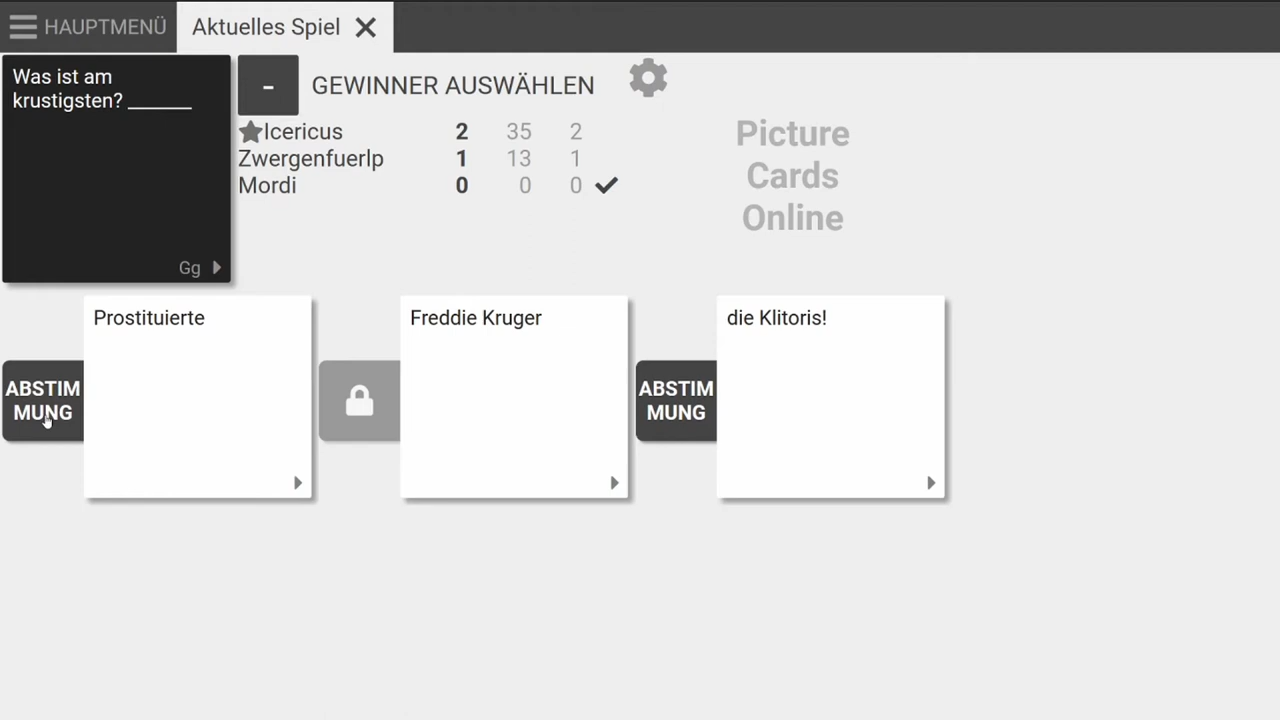 HAUPTMENÜ
Aktuelles Spiel
Was ist am
krustigsten? ______
Gg
-
GEWINNER AUSWÄHLEN
Icericus 2 35 2
Zwergenfuerlp 1 13 1
Mordi 0 0 0
Picture
Cards
Online
ABSTIM
MUNG
Prostituierte
Freddie Kruger
ABSTIM
MUNG
die Klitoris!